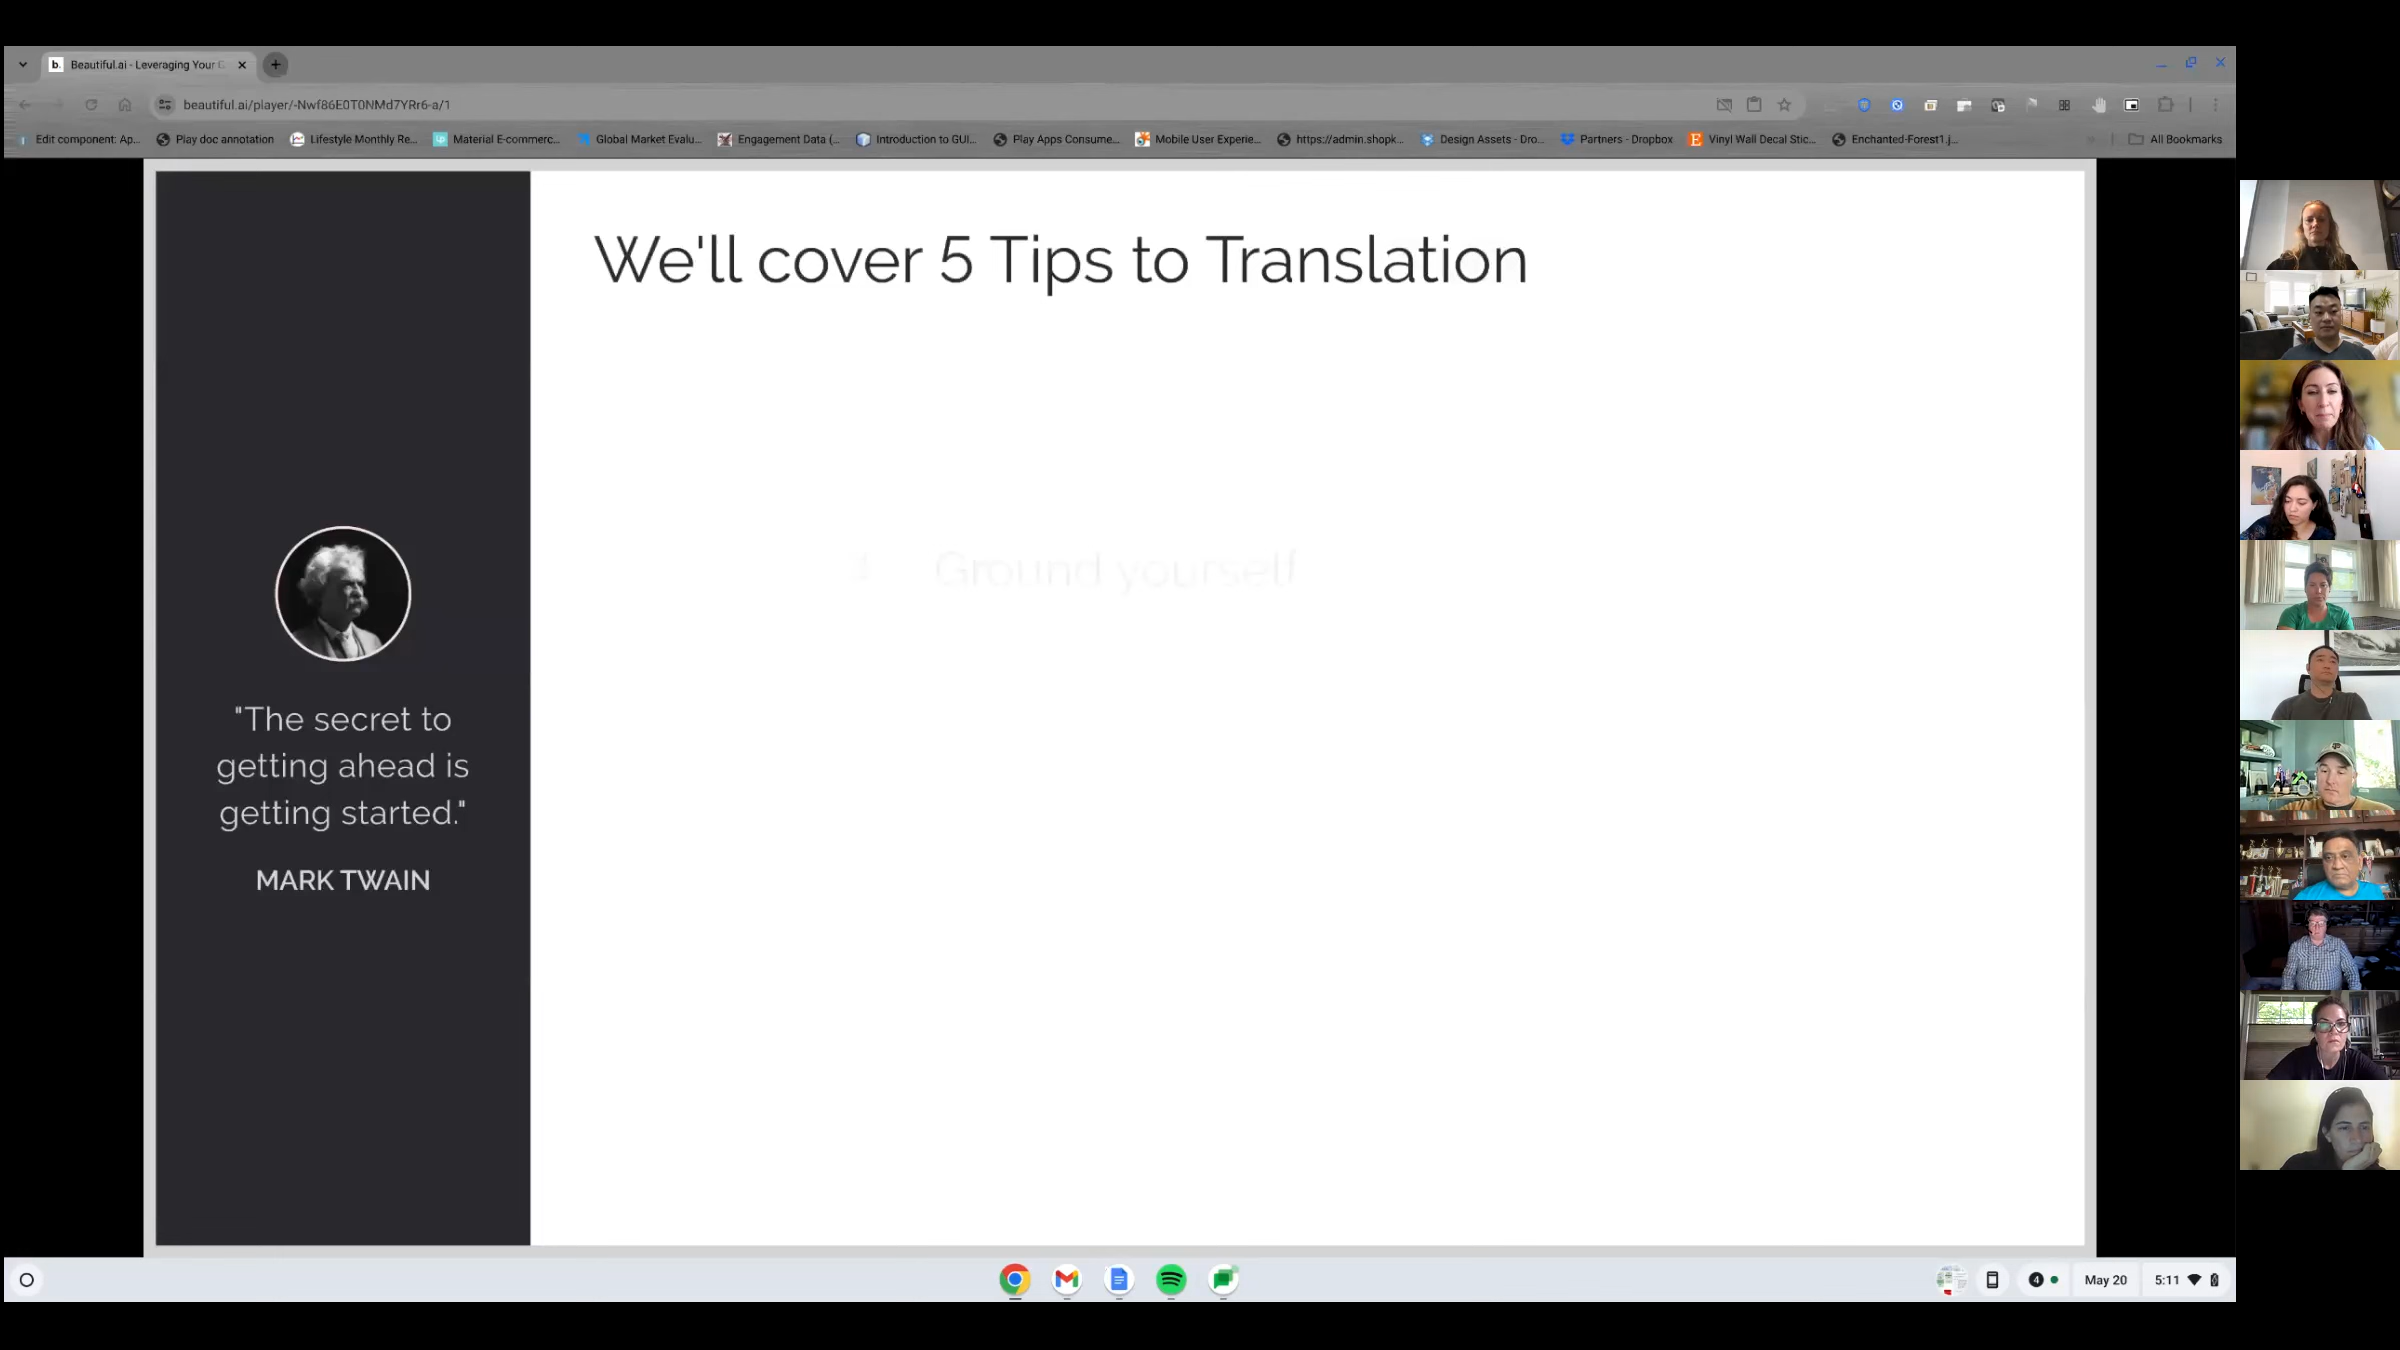 Beautiful.ai - Leveraging Your
beautiful.ai/player/-Nwf86E0T0NMd7YRr6-a/1
Edit component: Ap...
Play doc annotation
Lifestyle Monthly Re...
Material E-commerc...
Global Market Evalu...
Engagement Data (...
Introduction to GUI...
Play Apps Consume...
Mobile User Experie...
https://admin.shopk...
Design Assets - Dro...
Partners - Dropbox
Vinyl Wall Decal Stic...
Enchanted-Forest1.j...
All Bookmarks
We'll cover 5 Tips to Translation
Ground yourself
"The secret to
getting ahead is
getting started."
MARK TWAIN
4
May 20
5:11